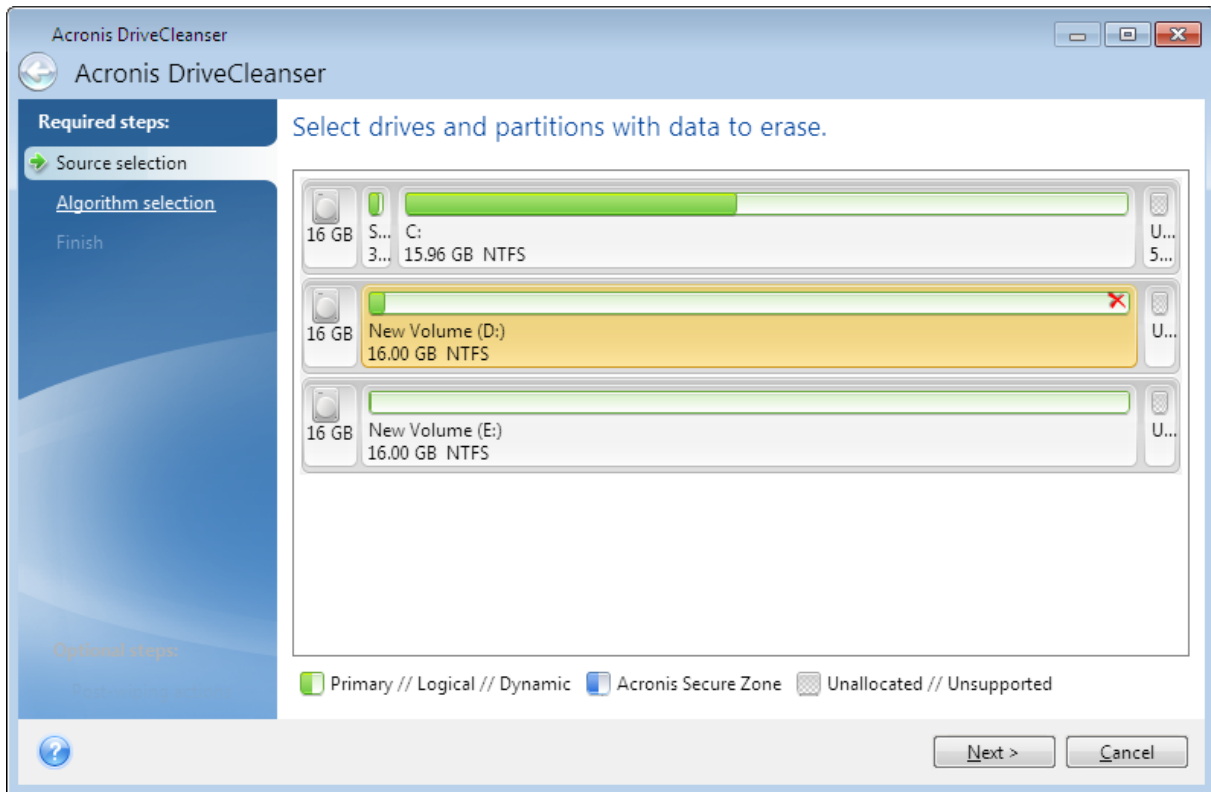 Acronis DriveCleanser
Acronis DriveCleanser
Required steps:
Source selection
Algorithm selection
Finish
Optional steps:
Select drives and partitions with data to erase.
16 GB
S...
3...
C:
15.96 GB NTFS
U...
5...
16 GB
New Volume (D:)
16.00 GB NTFS
U...
16 GB
New Volume (E:)
16.00 GB NTFS
U...
Primary // Logical // Dynamic
Acronis Secure Zone
Unallocated // Unsupported
Next >
Cancel